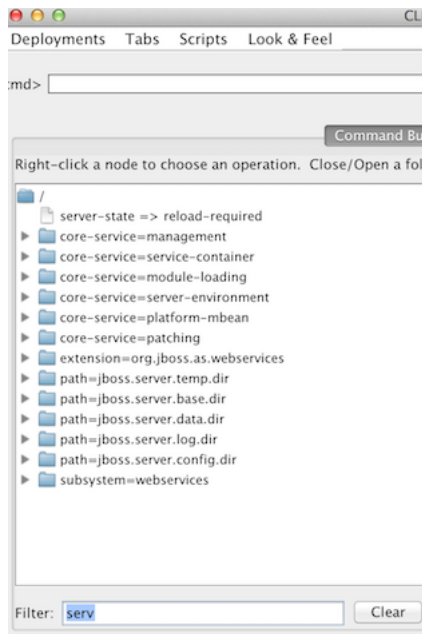 CL
Deployments Tabs Scripts Look & Feel
cmd>
Command Bu
Right-click a node to choose an operation. Close/Open a fol
/
server-state => reload-required
core-service=management
core-service=service-container
core-service=module-loading
core-service=server-environment
core-service=platform-mbean
core-service=patching
extension=org.jboss.as.webservices
path=jboss.server.temp.dir
path=jboss.server.base.dir
path=jboss.server.data.dir
path=jboss.server.log.dir
path=jboss.server.config.dir
subsystem=webservices
Filter: serv Clear